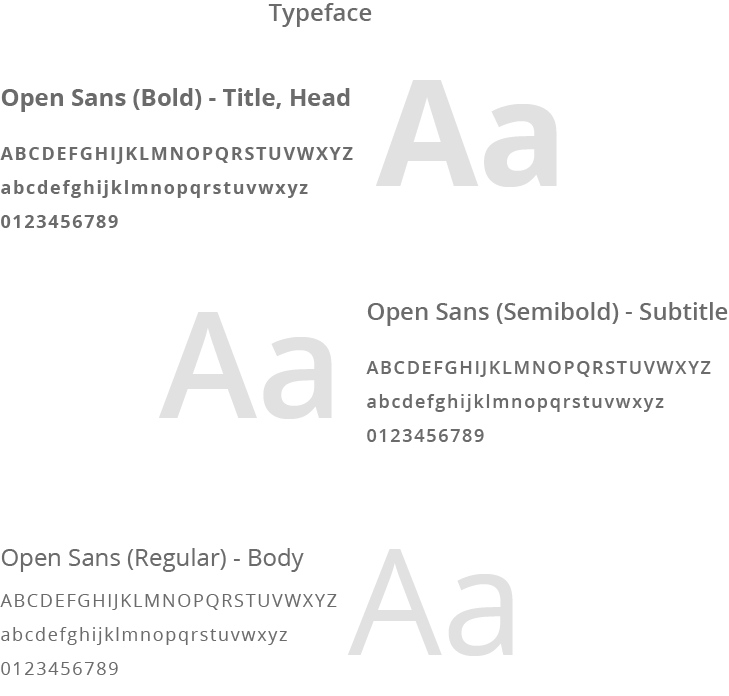 Typeface
Open Sans (Bold) - Title, Head
ABCDEFGHIJKLMNOPQRSTUVWXYZ
abcdefghijklmnopqrstuvwxyz
0123456789
Aa
Aa
Open Sans (Semibold) - Subtitle
ABCDEFGHIJKLMNOPQRSTUVWXYZ
abcdefghijklmnopqrstuvwxyz
0123456789
Open Sans (Regular) - Body
ABCDEFGHIJKLMNOPQRSTUVWXYZ
abcdefghijklmnopqrstuvwxyz
0123456789
Aa